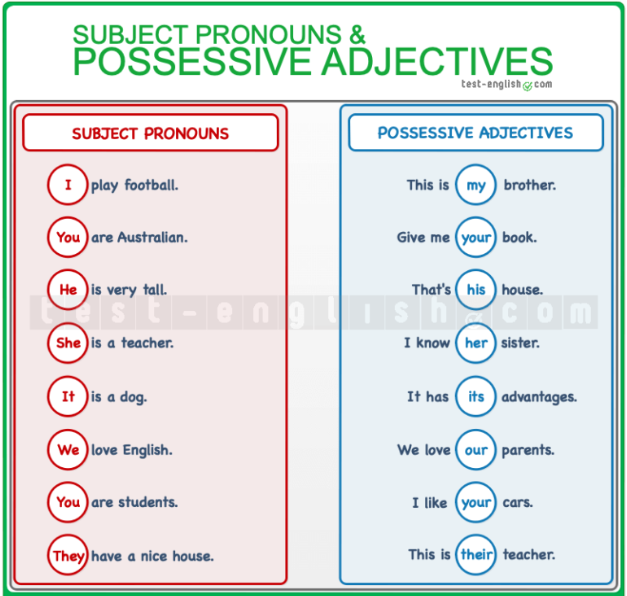 SUBJECT PRONOUNS &
POSSESSIVE ADJECTIVES
test-english.com
SUBJECT PRONOUNS
I play football.
You are Australian.
He is very tall.
She is a teacher.
It is a dog.
We love English.
You are students.
They have a nice house.
POSSESSIVE ADJECTIVES
This is my brother.
Give me your book.
That's his house.
I know her sister.
It has its advantages.
We love our parents.
I like your cars.
This is their teacher.
test-english.com